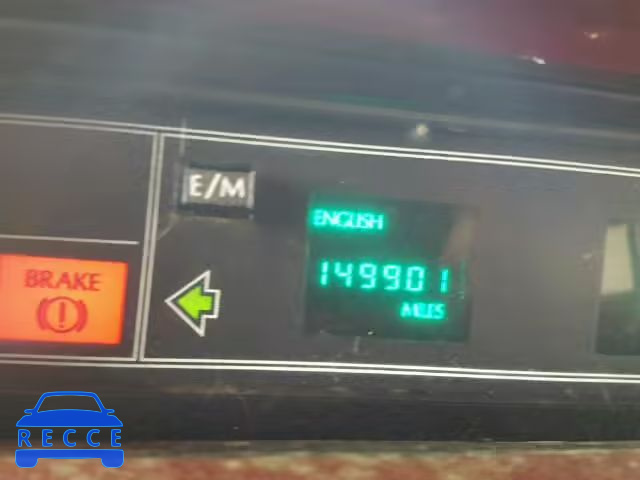 E/M
ENGLISH
149901
MILES
BRAKE
RECCE